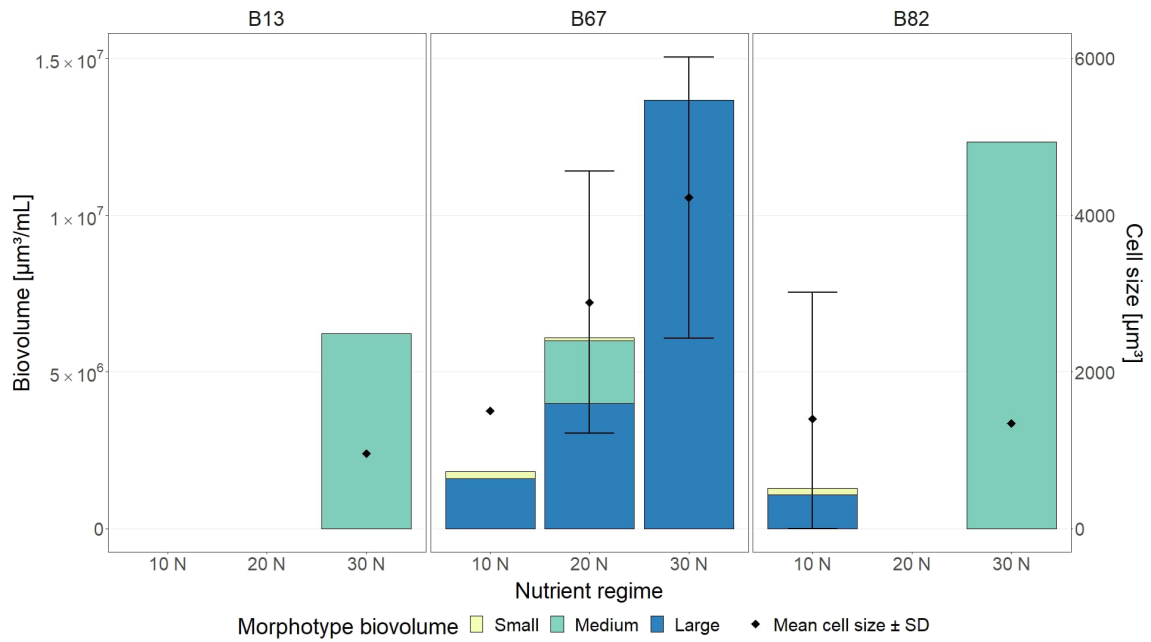 B13 B67 B82
Biovolume [µm³/mL]
1.5 × 10⁷
1 × 10⁷
5 × 10⁶
0
6000
4000
2000
0
Cell size [µm³]
10 N 20 N 30 N 10 N 20 N 30 N 10 N 20 N 30 N
Nutrient regime
Morphotype biovolume Small Medium Large Mean cell size ± SD